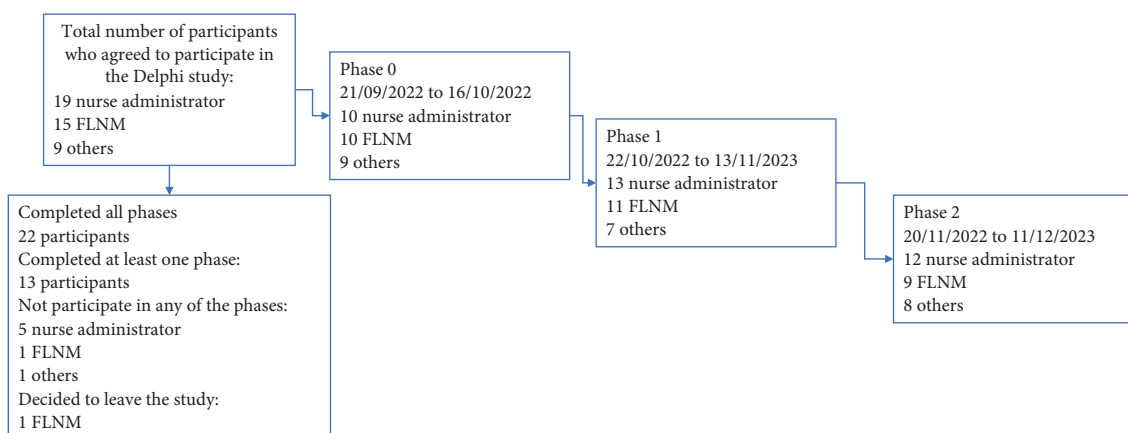 Total number of participants
who agreed to participate in
the Delphi study:
19 nurse administrator
15 FLNM
9 others
Phase 0
21/09/2022 to 16/10/2022
10 nurse administrator
10 FLNM
9 others
Phase 1
22/10/2022 to 13/11/2023
13 nurse administrator
11 FLNM
7 others
Phase 2
20/11/2022 to 11/12/2023
12 nurse administrator
9 FLNM
8 others
Completed all phases
22 participants
Completed at least one phase:
13 participants
Not participate in any of the phases:
5 nurse administrator
1 FLNM
1 others
Decided to leave the study:
1 FLNM